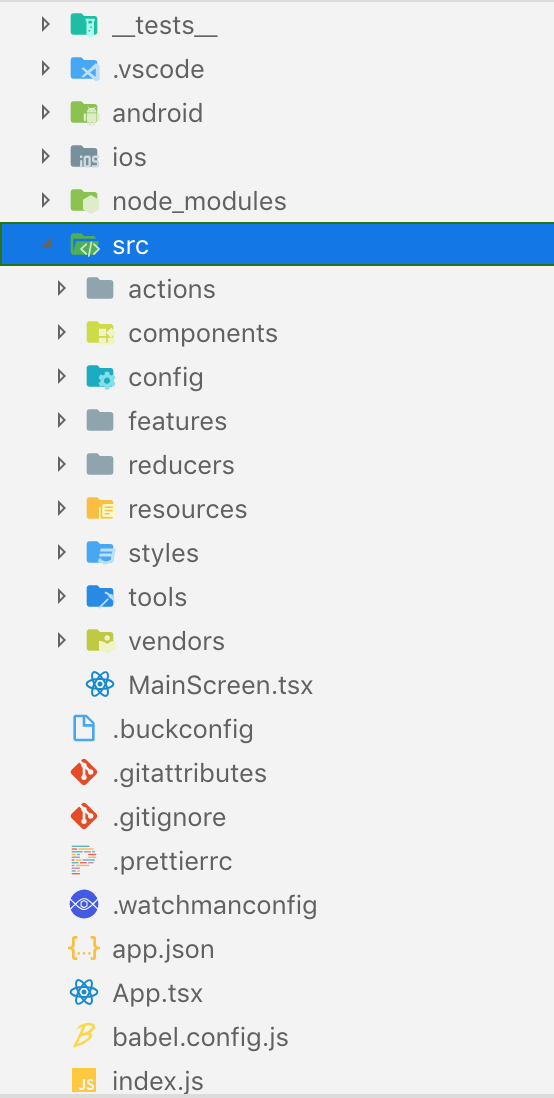 __tests__
.vscode
android
ios
node_modules
src
actions
components
config
features
reducers
resources
styles
tools
vendors
MainScreen.tsx
.buckconfig
.gitattributes
.gitignore
.prettierrc
.watchmanconfig
app.json
App.tsx
babel.config.js
index.js